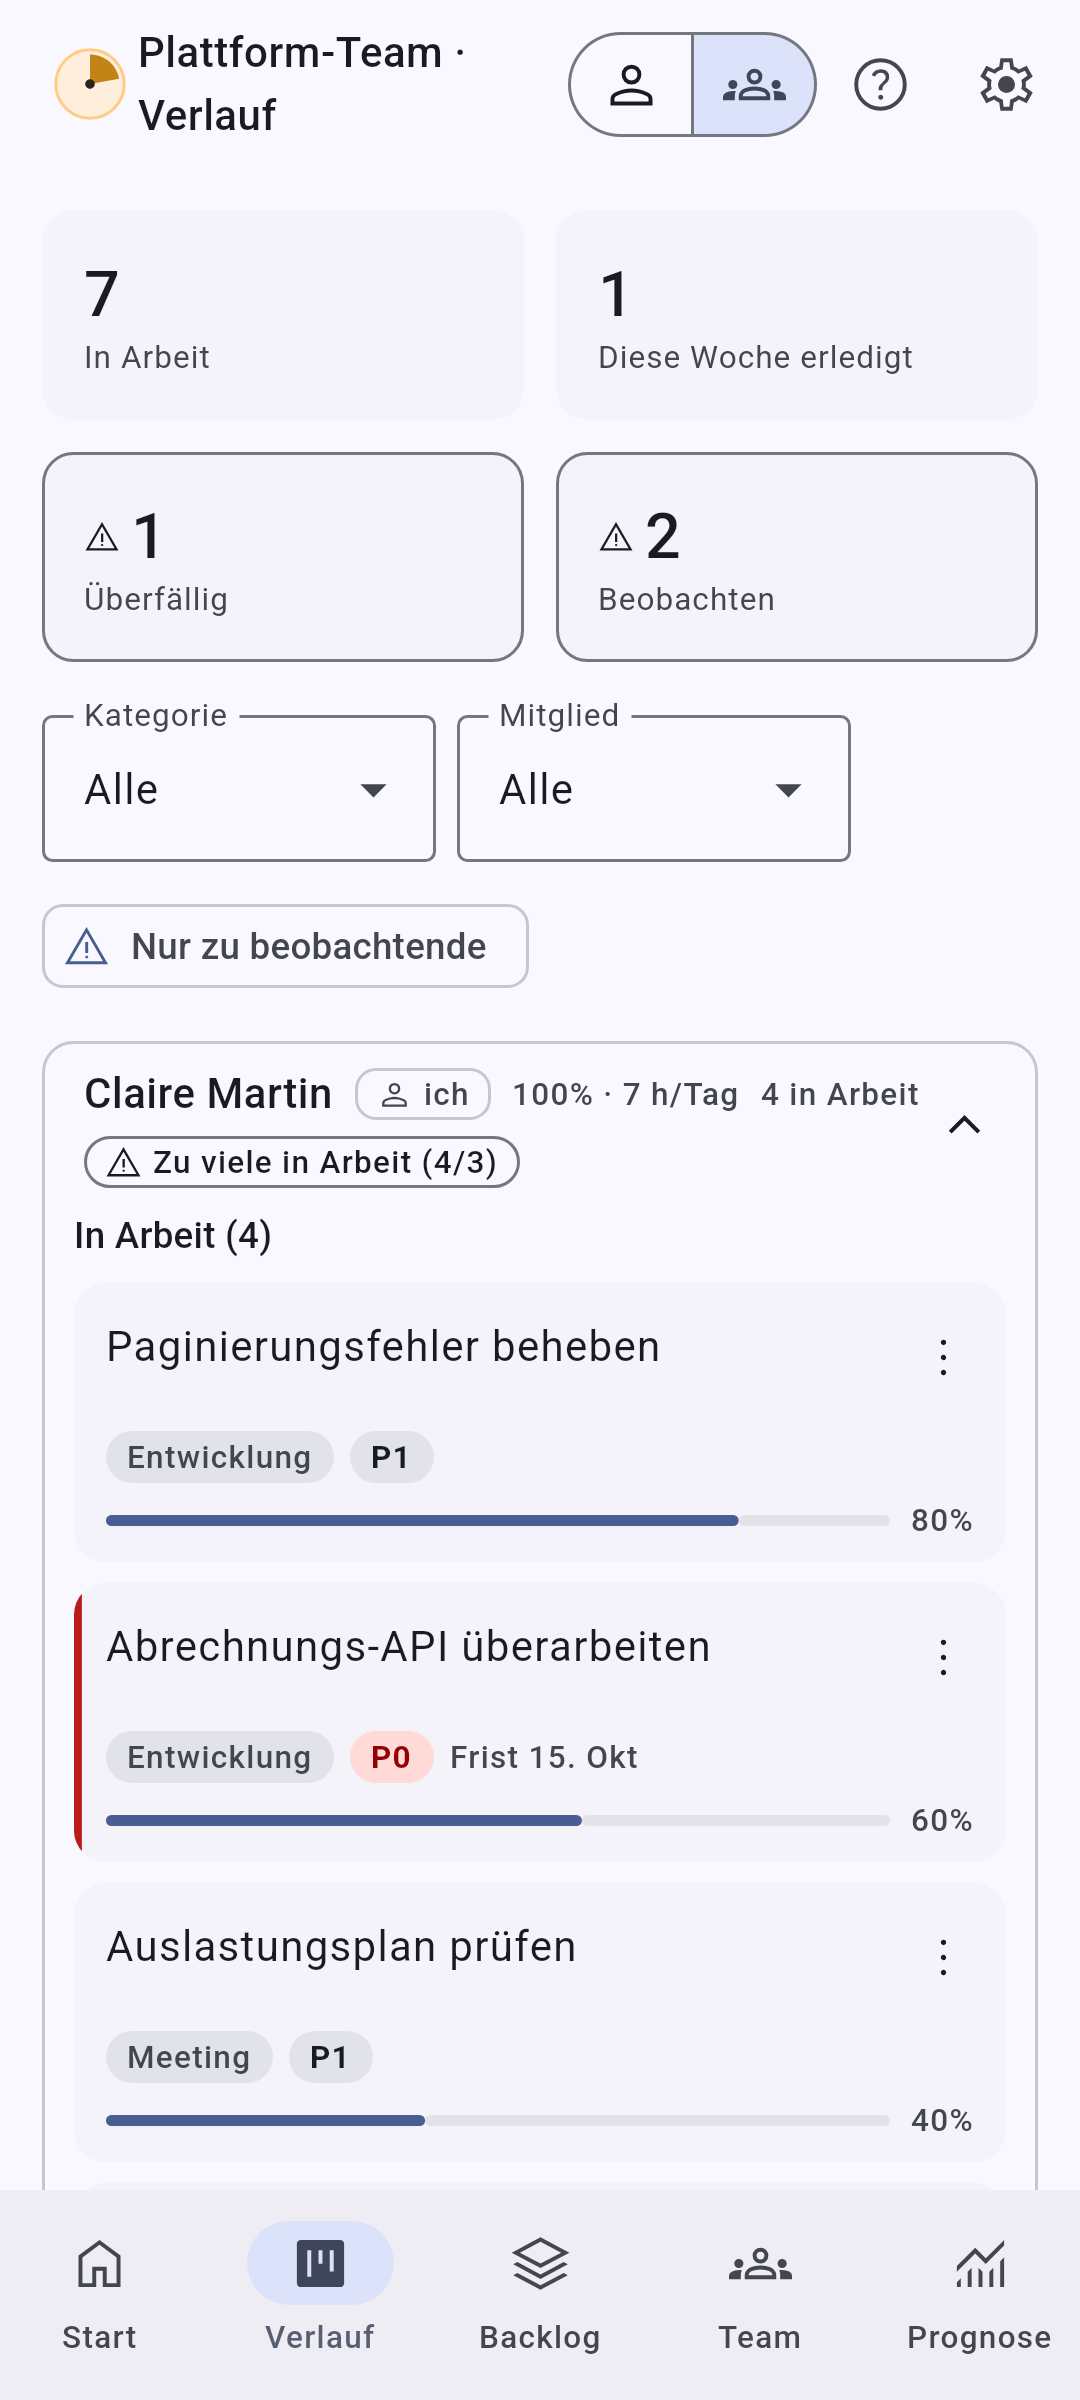 Plattform-Team ·
Verlauf
7
In Arbeit
1
Diese Woche erledigt
1
Überfällig
2
Beobachten
Kategorie
Alle
Mitglied
Alle
Nur zu beobachtende
Claire Martin
ich
100% · 7 h/Tag
4 in Arbeit
Zu viele in Arbeit (4/3)
In Arbeit (4)
Paginierungsfehler beheben
Entwicklung
P1
80%
Abrechnungs-API überarbeiten
Entwicklung
P0
Frist 15. Okt
60%
Auslastungsplan prüfen
Meeting
P1
40%
Start
Verlauf
Backlog
Team
Prognose